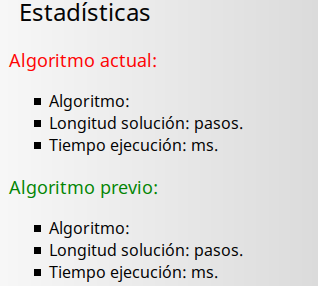 Estadísticas
Algoritmo actual:
Algoritmo:
Longitud solución: pasos.
Tiempo ejecución: ms.
Algoritmo previo:
Algoritmo:
Longitud solución: pasos.
Tiempo ejecución: ms.